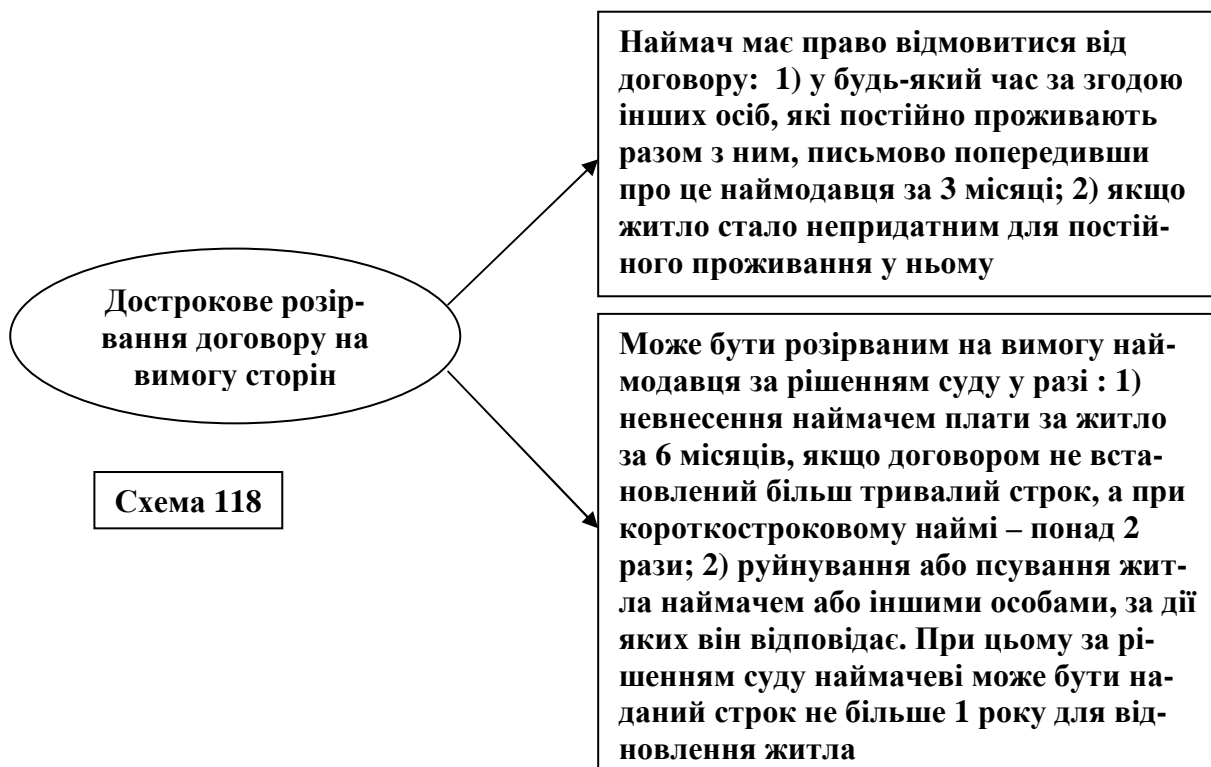 Наймач має право відмовитися від
договору:  1) у будь-який час за згодою
інших осіб, які постійно проживають
разом з ним, письмово попередивши
про це наймодавця за 3 місяці; 2) якщо
житло стало непридатним для постій-
ного проживання у ньому
Дострокове розір-
вання договору на
вимогу сторін
Схема 118
Може бути розірваним на вимогу най-
модавця за рішенням суду у разі : 1)
невнесення наймачем плати за житло
за 6 місяців, якщо договором не вста-
новлений більш тривалий строк, а при
короткостроковому наймі – понад 2
рази; 2) руйнування або псування жит-
ла наймачем або іншими особами, за дії
яких він відповідає. При цьому за рі-
шенням суду наймачеві може бути на-
даний строк не більше 1 року для від-
новлення житла